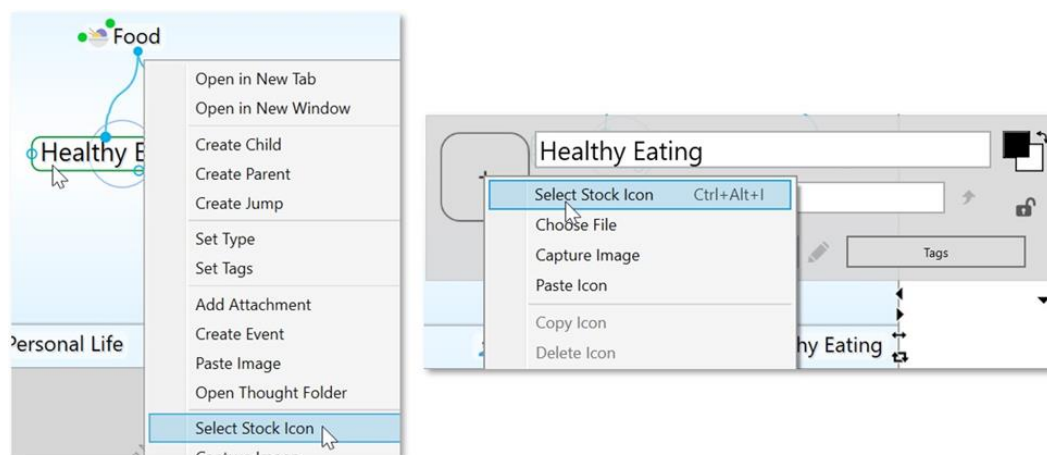 Food
Healthy E
Open in New Tab
Open in New Window
Create Child
Create Parent
Create Jump
Set Type
Set Tags
Add Attachment
Create Event
Paste Image
Open Thought Folder
Select Stock Icon
Personal Life
Healthy Eating
Select Stock Icon Ctrl+Alt+I
Choose File
Capture Image
Paste Icon
Copy Icon
Delete Icon
Tags
hy Eating